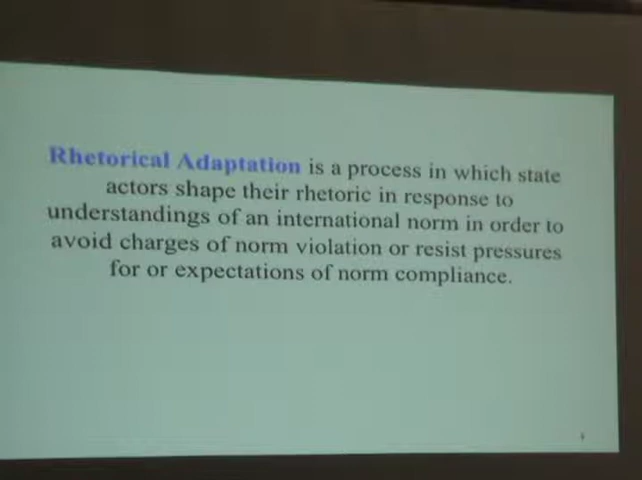 Rhetorical Adaptation is a process in which state
actors shape their rhetoric in response to
understandings of an international norm in order to
avoid charges of norm violation or resist pressures
for or expectations of norm compliance.